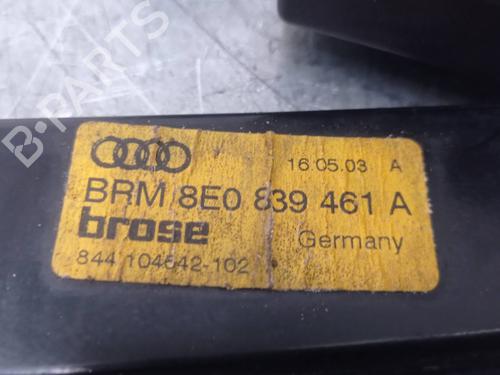 B-PARTS
16.05.03 A
BRM 8E0 839 461 A
brose
Germany
844 104642-102